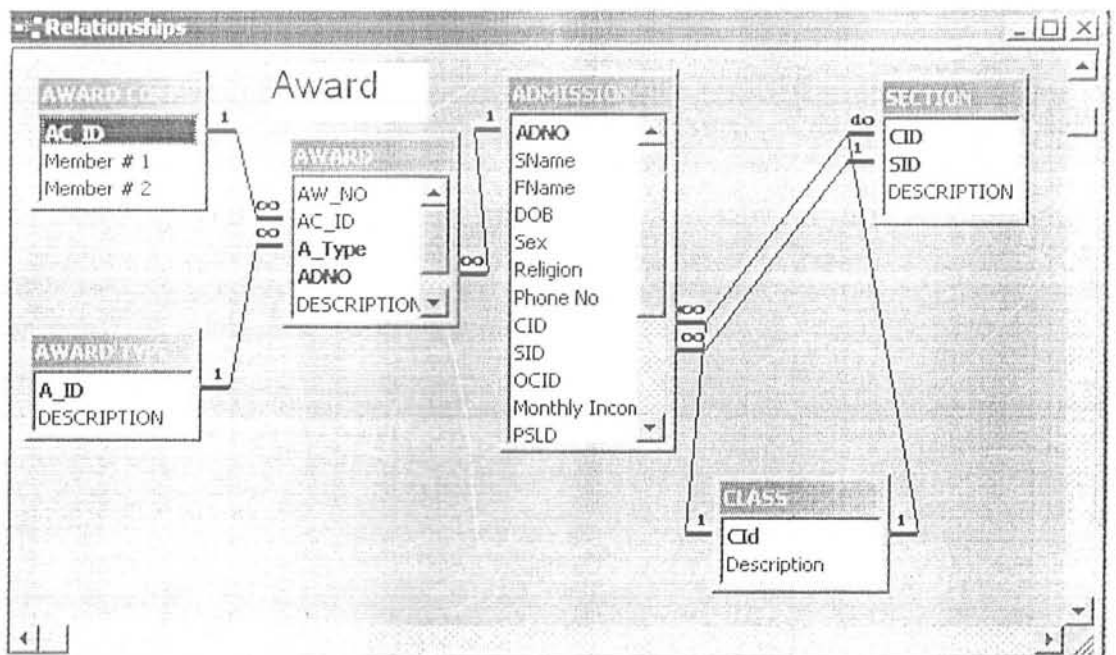 Relationships
Award
AWARD CO
AC_ID
Member # 1
Member # 2
1
AWARD
AW_NO
AC_ID
A_Type
ADNO
DESCRIPTION
∞
∞
∞
AWARD TYPE
A_ID
DESCRIPTION
1
ADMISSION
ADNO
SName
FName
DOB
Sex
Religion
Phone No
CID
SID
OCID
Monthly Incon
PSLD
1
∞
∞
SECTION
CID
SID
DESCRIPTION
1
CLASS
CId
Description
1
1